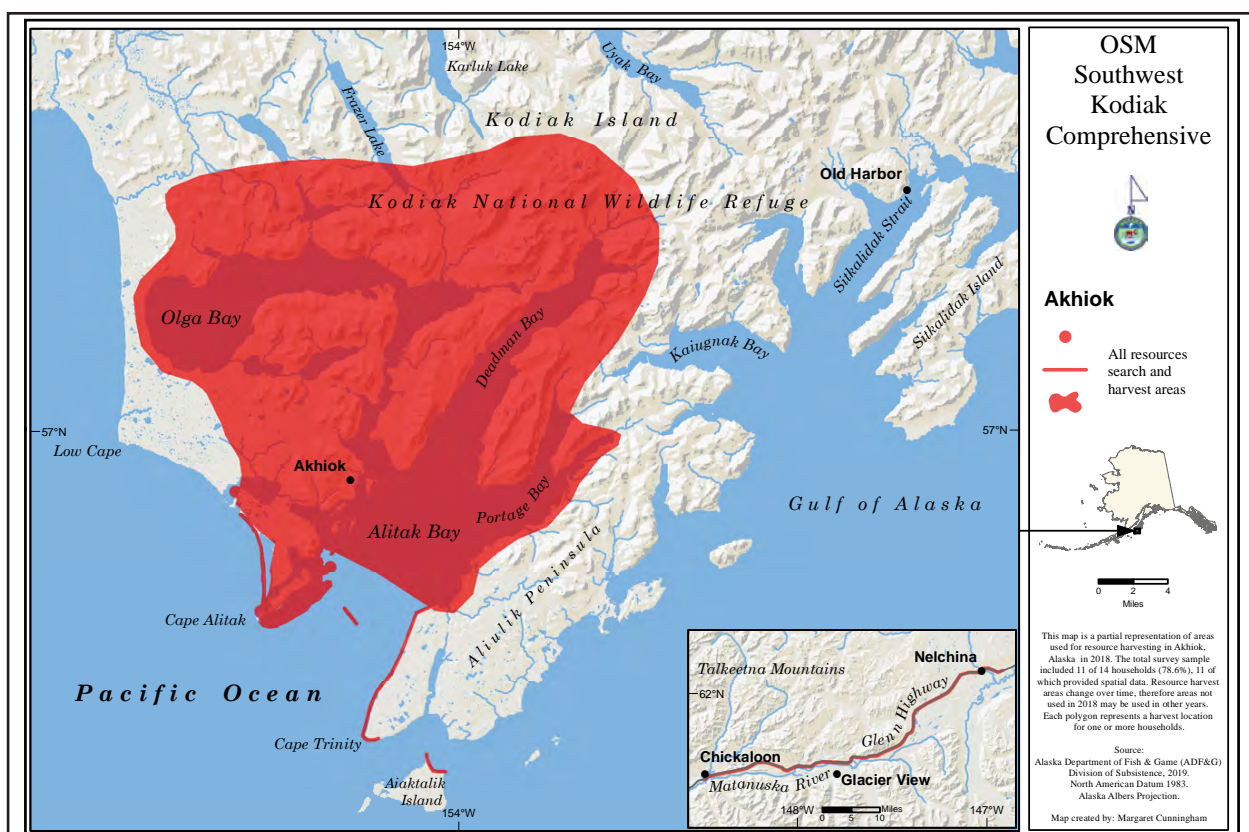 154°W
Karluk Lake
Uyak Bay
Frazer Lake
Kodiak Island
Old Harbor
Kodiak National Wildlife Refuge
Sitkalidak Strait
Sitkalidak Island
Olga Bay
Deadman Bay
Kaiugnak Bay
57°N
57°N
Low Cape
Akhiok
Portage Bay
Alitak Bay
Gulf of Alaska
Aliulik Peninsula
Cape Alitak
Pacific Ocean
Cape Trinity
Aiaktalik
Island
154°W
Talkeetna Mountains
Nelchina
62°N
Glenn Highway
Chickaloon
Matanuska River
Glacier View
148°W
0 5 10
Miles
147°W
OSM
Southwest
Kodiak
Comprehensive
N
Akhiok
All resources
search and
harvest areas
0 2 4
Miles
This map is a partial representation of areas
used for resource harvesting in Akhiok,
Alaska in 2018. The total survey sample
included 11 of 14 households (78.6%), 11 of
which provided spatial data. Resource harvest
areas change over time, therefore areas not
used in 2018 may be used in other years.
Each polygon represents a harvest location
for one or more households.
Source:
Alaska Department of Fish & Game (ADF&G)
Division of Subsistence, 2019.
North American Datum 1983.
Alaska Albers Projection.
Map created by: Margaret Cunningham